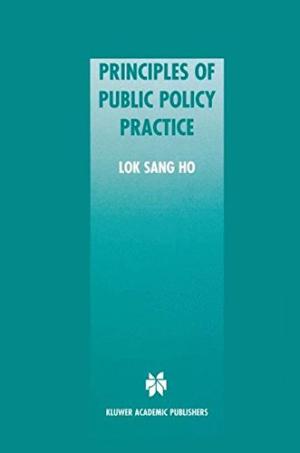 PRINCIPLES OF
PUBLIC POLICY
PRACTICE
LOK SANG HO
KLUWER ACADEMIC PUBLISHERS